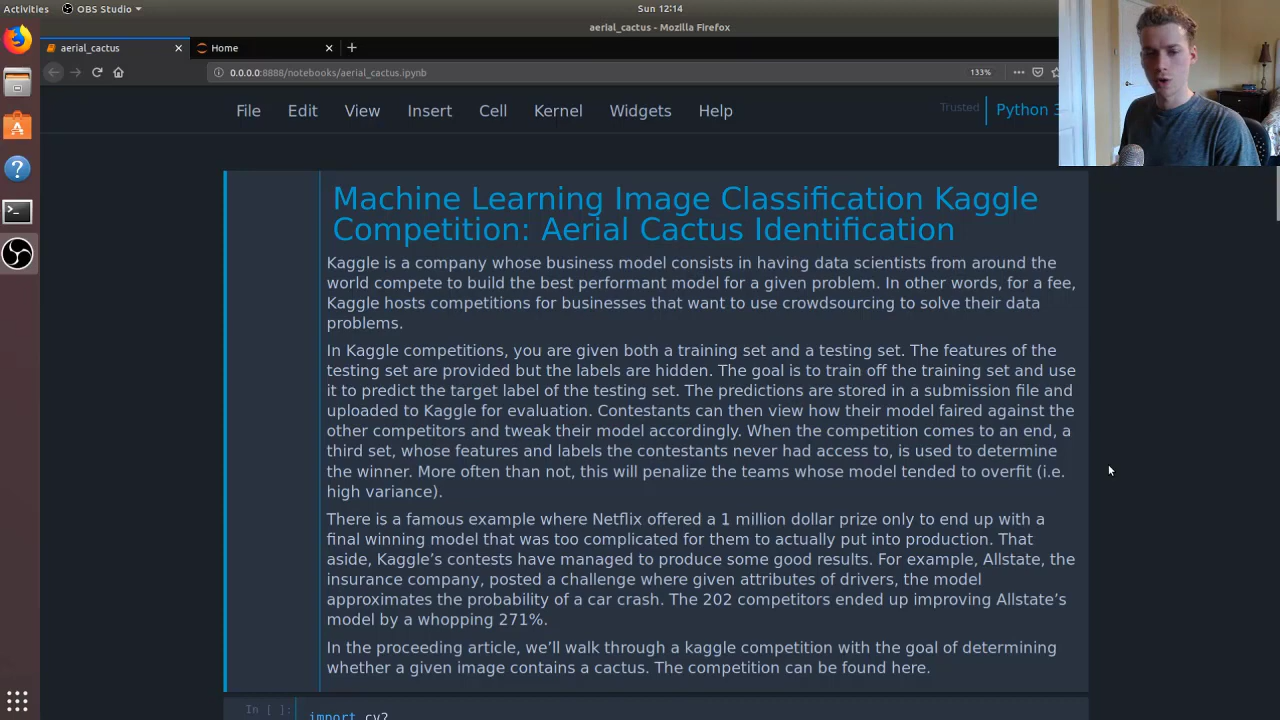 Activities
OBS Studio
Sun 12:14
aerial_cactus - Mozilla Firefox
aerial_cactus
Home
0.0.0.0:8888/notebooks/aerial_cactus.ipynb
133%
File Edit View Insert Cell Kernel Widgets Help
Trusted
Python 3
Machine Learning Image Classification Kaggle
Competition: Aerial Cactus Identification
Kaggle is a company whose business model consists in having data scientists from around the
world compete to build the best performant model for a given problem. In other words, for a fee,
Kaggle hosts competitions for businesses that want to use crowdsourcing to solve their data
problems.
In Kaggle competitions, you are given both a training set and a testing set. The features of the
testing set are provided but the labels are hidden. The goal is to train off the training set and use
it to predict the target label of the testing set. The predictions are stored in a submission file and
uploaded to Kaggle for evaluation. Contestants can then view how their model faired against the
other competitors and tweak their model accordingly. When the competition comes to an end, a
third set, whose features and labels the contestants never had access to, is used to determine
the winner. More often than not, this will penalize the teams whose model tended to overfit (i.e.
high variance).
There is a famous example where Netflix offered a 1 million dollar prize only to end up with a
final winning model that was too complicated for them to actually put into production. That
aside, Kaggle’s contests have managed to produce some good results. For example, Allstate, the
insurance company, posted a challenge where given attributes of drivers, the model
approximates the probability of a car crash. The 202 competitors ended up improving Allstate’s
model by a whopping 271%.
In the proceeding article, we’ll walk through a kaggle competition with the goal of determining
whether a given image contains a cactus. The competition can be found here.
In [ ]:
import cv2